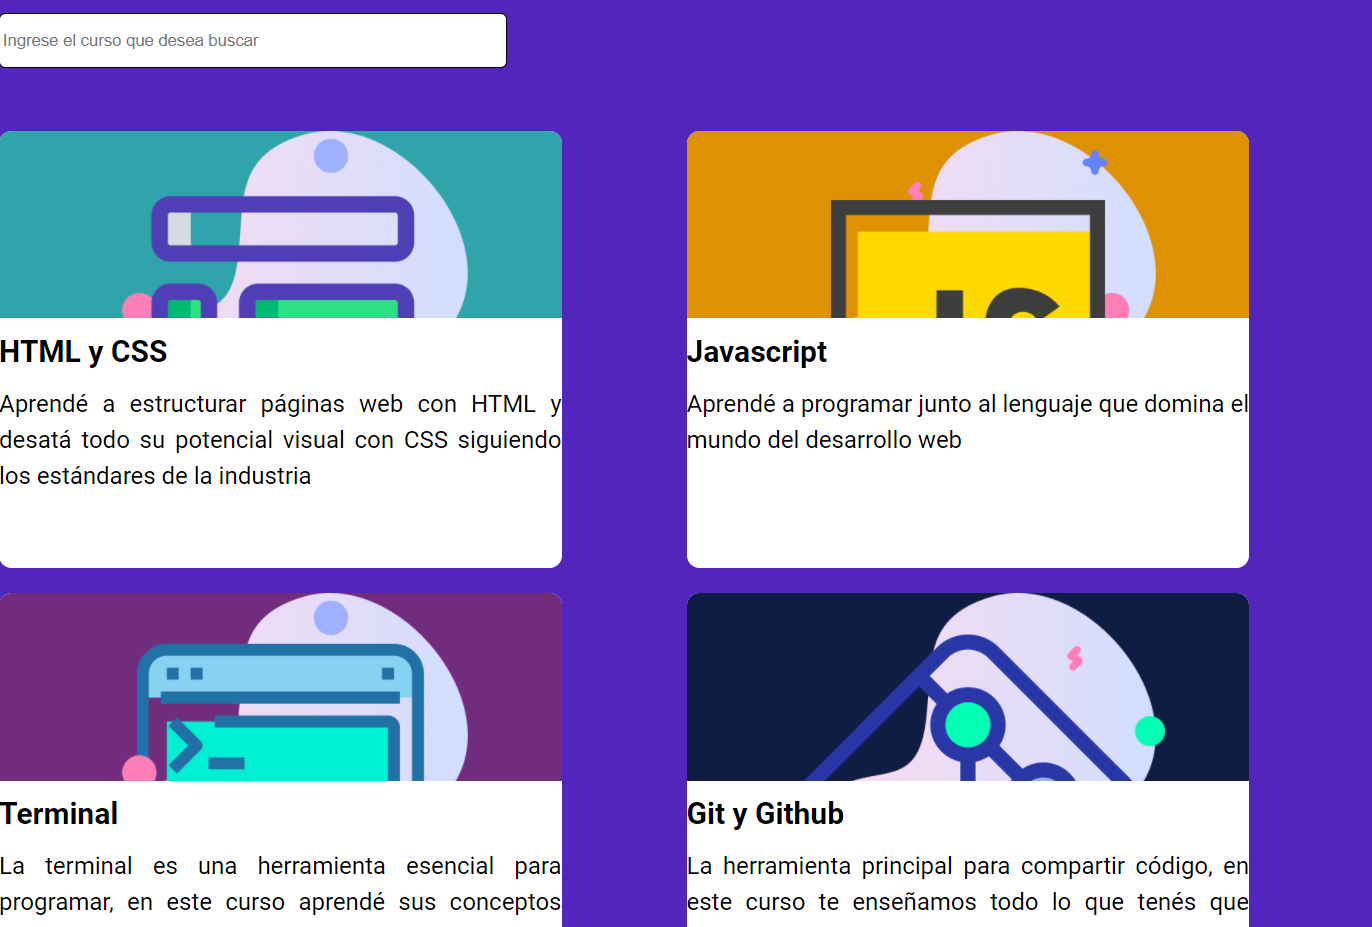 Ingrese el curso que desea buscar
HTML y CSS
Aprendé a estructurar páginas web con HTML y
desatá todo su potencial visual con CSS siguiendo
los estándares de la industria
Javascript
Aprendé a programar junto al lenguaje que domina el
mundo del desarrollo web
Terminal
La terminal es una herramienta esencial para
programar, en este curso aprendé sus conceptos
Git y Github
La herramienta principal para compartir código, en
este curso te enseñamos todo lo que tenés que